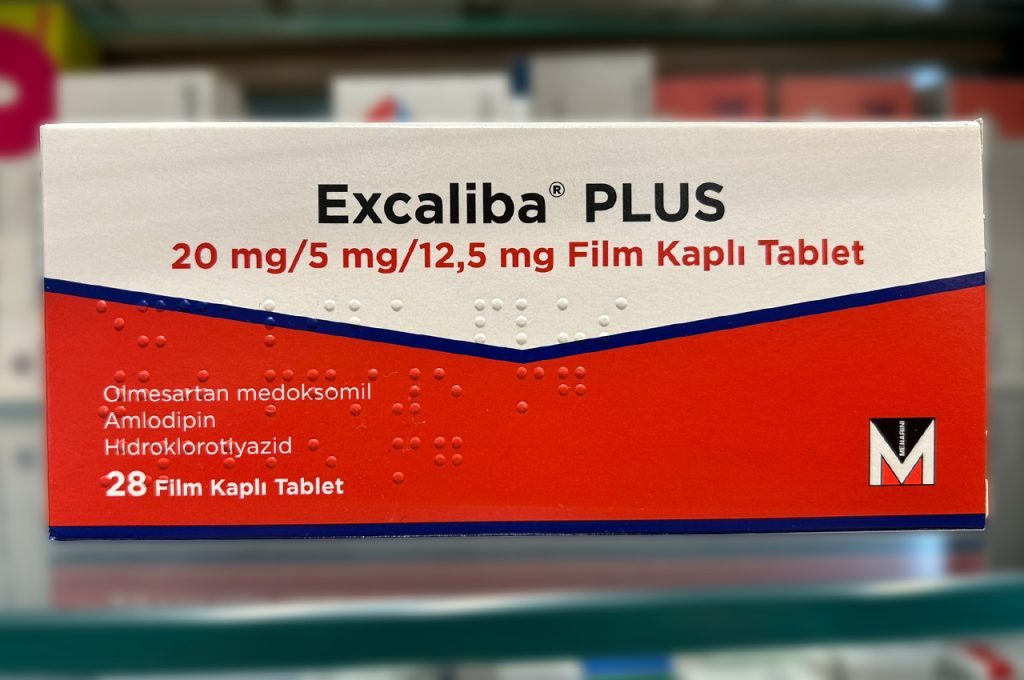 Excaliba® PLUS
20 mg/5 mg/12,5 mg Film Kaplı Tablet
Olmesartan medoksomil
Amlodipin
Hidroklorotiyazid
28 Film Kaplı Tablet
MENARINI